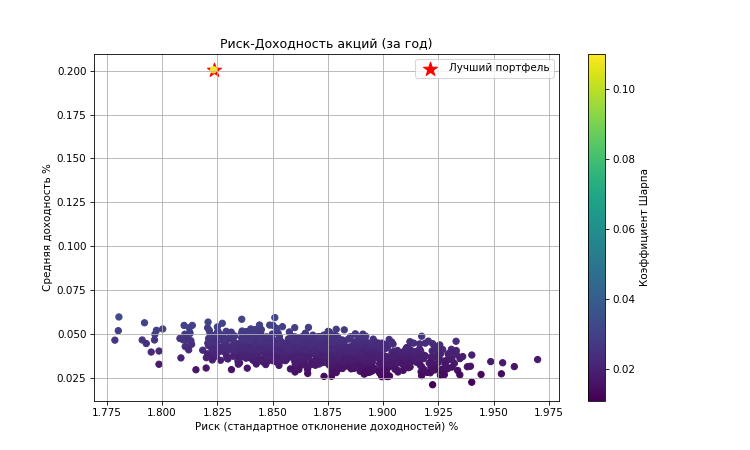 Риск-Доходность акций (за год)
Лучший портфель
0.200
0.175
0.150
0.125
0.100
0.075
0.050
0.025
Средняя доходность %
1.775 1.800 1.825 1.850 1.875 1.900 1.925 1.950 1.975
Риск (стандартное отклонение доходностей) %
0.10
0.08
0.06
0.04
0.02
Коэффициент Шарпа